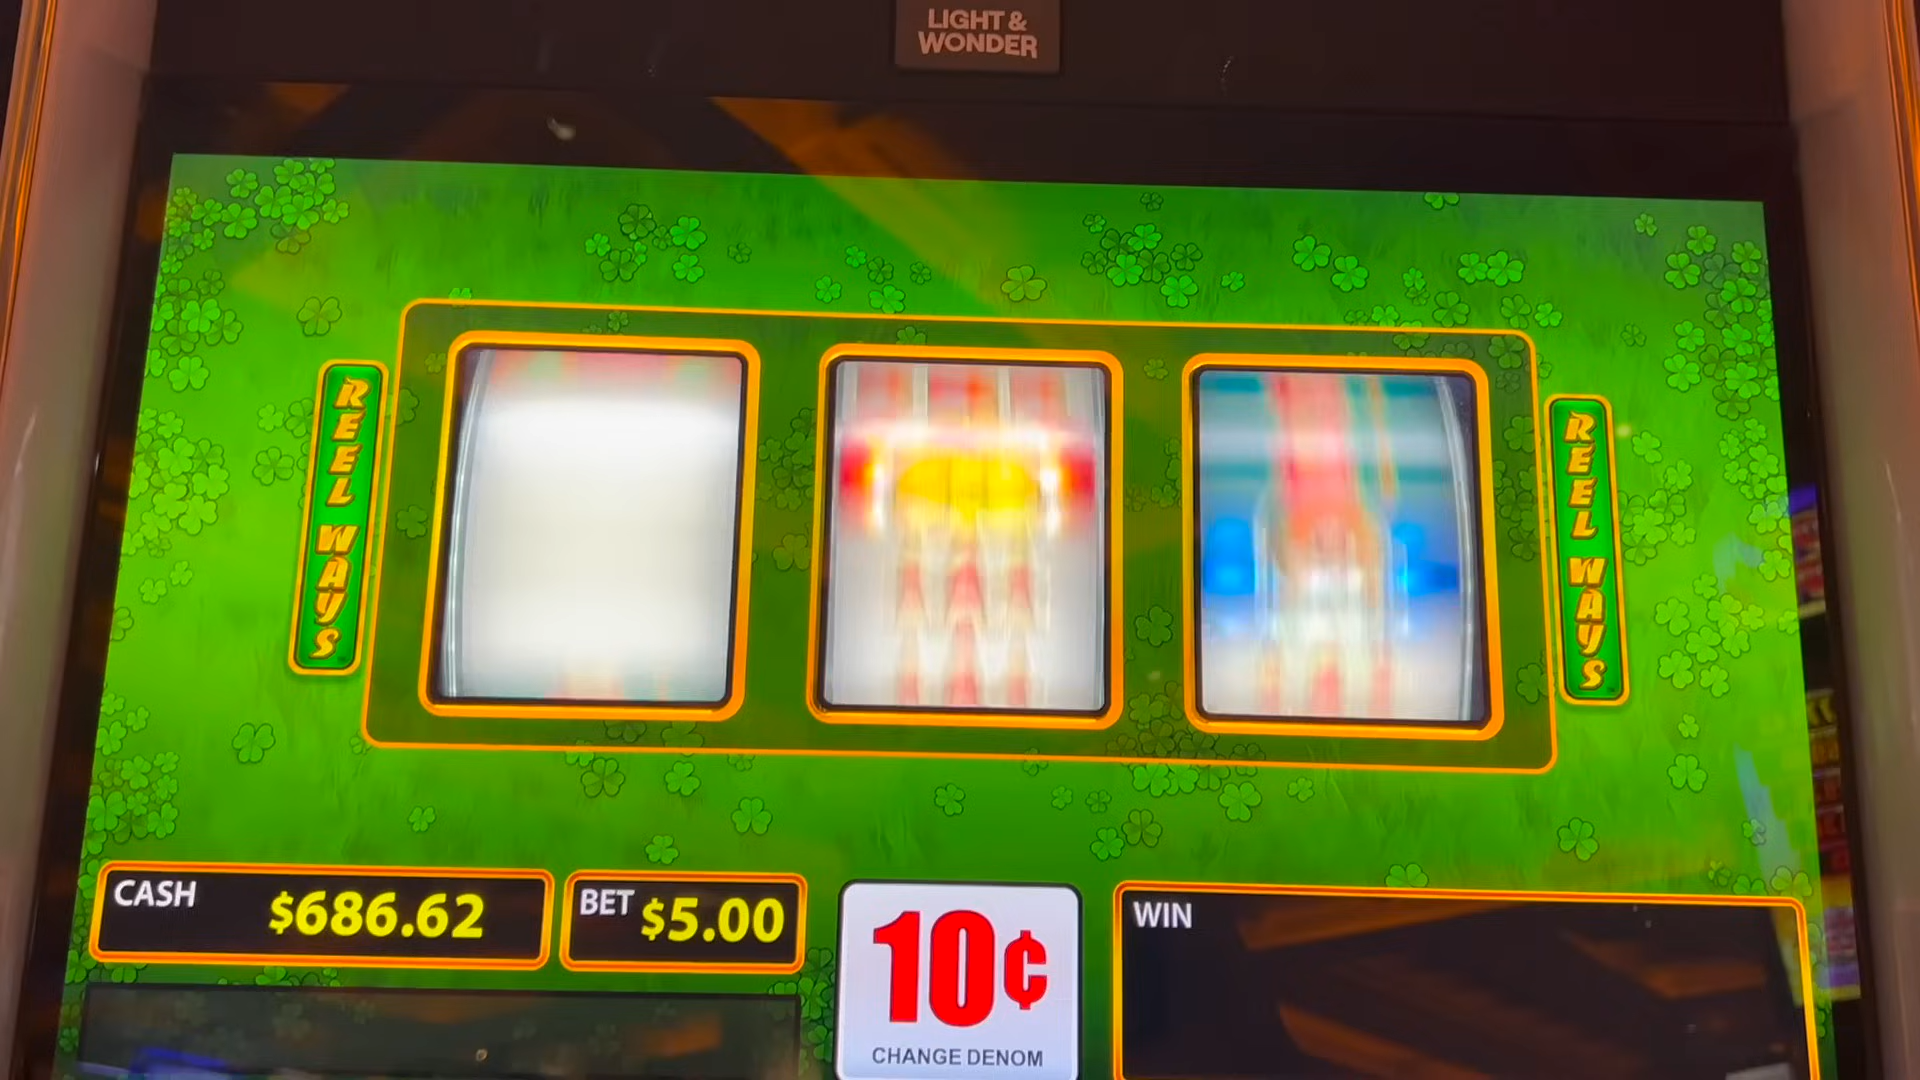 LIGHT &
WONDER
REEL WAYS
REEL WAYS
CASH $686.62
BET $5.00
10¢
CHANGE DENOM
WIN